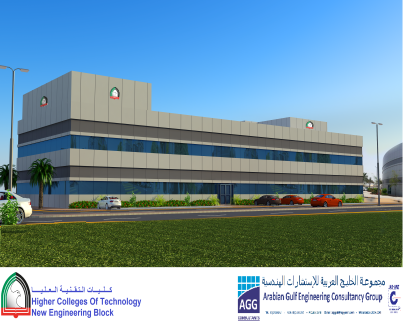 كليات التقنية العليا
Higher Colleges Of Technology
New Engineering Block
AGG
CONSULTANTS
مجموعة الخليج العربية للإستشارات الهندسية
Arabian Gulf Engineering Consultancy Group